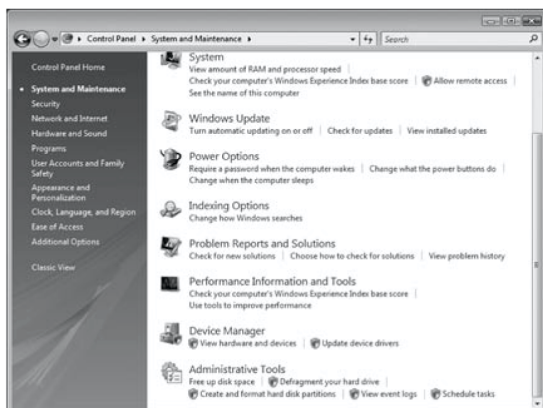 Control Panel ▸ System and Maintenance ▸
Search
Control Panel Home
System and Maintenance
Security
Network and Internet
Hardware and Sound
Programs
User Accounts and Family
Safety
Appearance and
Personalization
Clock, Language, and Region
Ease of Access
Additional Options
Classic View
System
View amount of RAM and processor speed
Check your computer's Windows Experience Index base score | Allow remote access
See the name of this computer
Windows Update
Turn automatic updating on or off | Check for updates | View installed updates
Power Options
Require a password when the computer wakes | Change what the power buttons do
Change when the computer sleeps
Indexing Options
Change how Windows searches
Problem Reports and Solutions
Check for new solutions | Choose how to check for solutions | View problem history
Performance Information and Tools
Check your computer's Windows Experience Index base score
Use tools to improve performance
Device Manager
View hardware and devices | Update device drivers
Administrative Tools
Free up disk space | Defragment your hard drive
Create and format hard disk partitions | View event logs | Schedule tasks